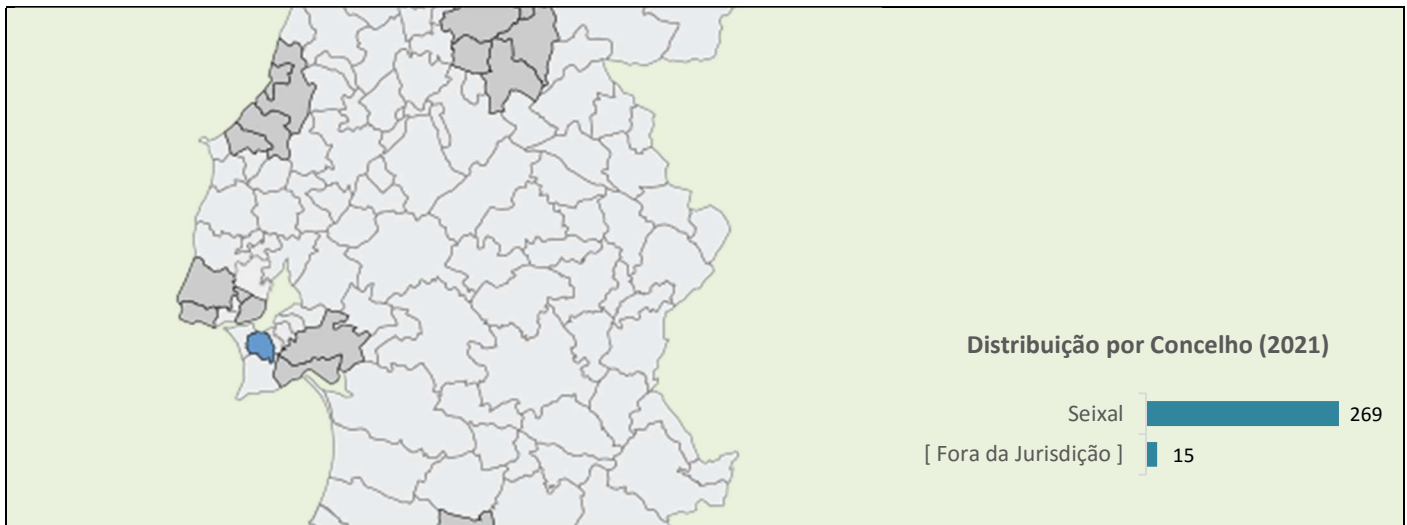 Distribuição por Concelho (2021)
Seixal 269
[ Fora da Jurisdição ] 15